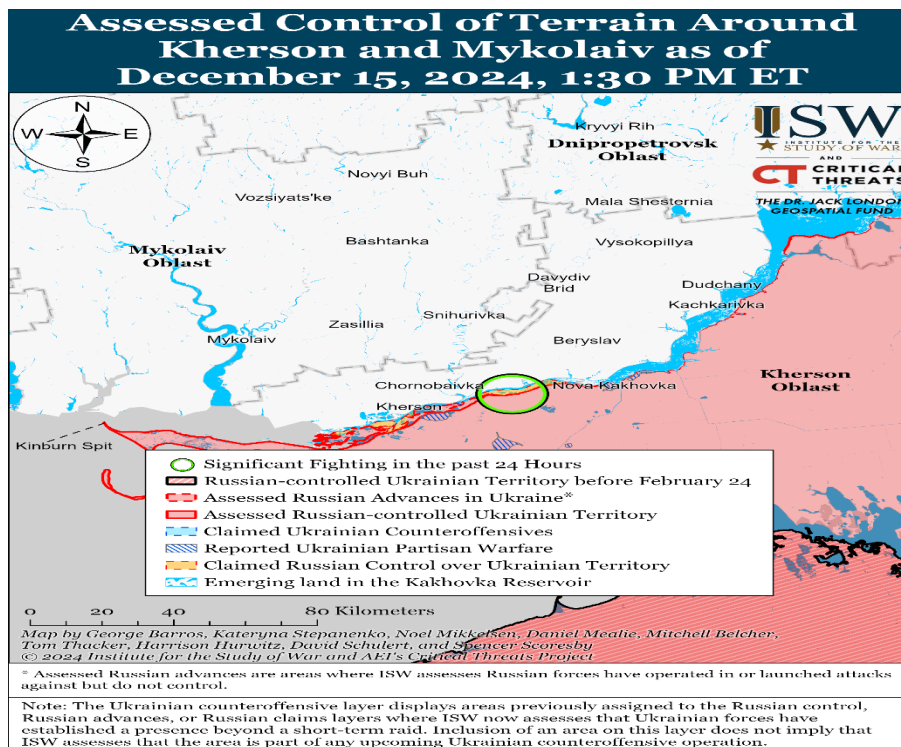 Assessed Control of Terrain Around
Kherson and Mykolaiv as of
December 15, 2024, 1:30 PM ET
N
W E
S
ISW
INSTITUTE FOR THE
STUDY OF WAR
AND
CT CRITICAL
THREATS
THE DR. JACK LONDON
GEOSPATIAL FUND
Kryvyi Rih
Dnipropetrovsk
Oblast
Novyi Buh
Vozsiyats'ke
Mala Shesternia
Bashtanka
Vysokopillya
Mykolaiv
Oblast
Davydiv
Brid
Dudchany
Kachkarivka
Snihurivka
Zasillia
Mykolaiv
Beryslav
Chornobaivka
Nova Kakhovka
Kherson
Oblast
Kherson
Kinburn Spit
Significant Fighting in the past 24 Hours
Russian-controlled Ukrainian Territory before February 24
Assessed Russian Advances in Ukraine*
Assessed Russian-controlled Ukrainian Territory
Claimed Ukrainian Counteroffensives
Reported Ukrainian Partisan Warfare
Claimed Russian Control over Ukrainian Territory
Emerging land in the Kakhovka Reservoir
0 20 40 80 Kilometers
Map by George Barros, Kateryna Stepanenko, Noel Mikkelsen, Daniel Mealie, Mitchell Belcher,
Tom Thacker, Harrison Hurwitz, David Schulert, and Spencer Scoresby
© 2024 Institute for the Study of War and AEI's Critical Threats Project
* Assessed Russian advances are areas where ISW assesses Russian forces have operated in or launched attacks
against but do not control.
Note: The Ukrainian counteroffensive layer displays areas previously assigned to the Russian control,
Russian advances, or Russian claims layers where ISW now assesses that Ukrainian forces have
established a presence beyond a short-term raid. Inclusion of an area on this layer does not imply that
ISW assesses that the area is part of any upcoming Ukrainian counteroffensive operation.